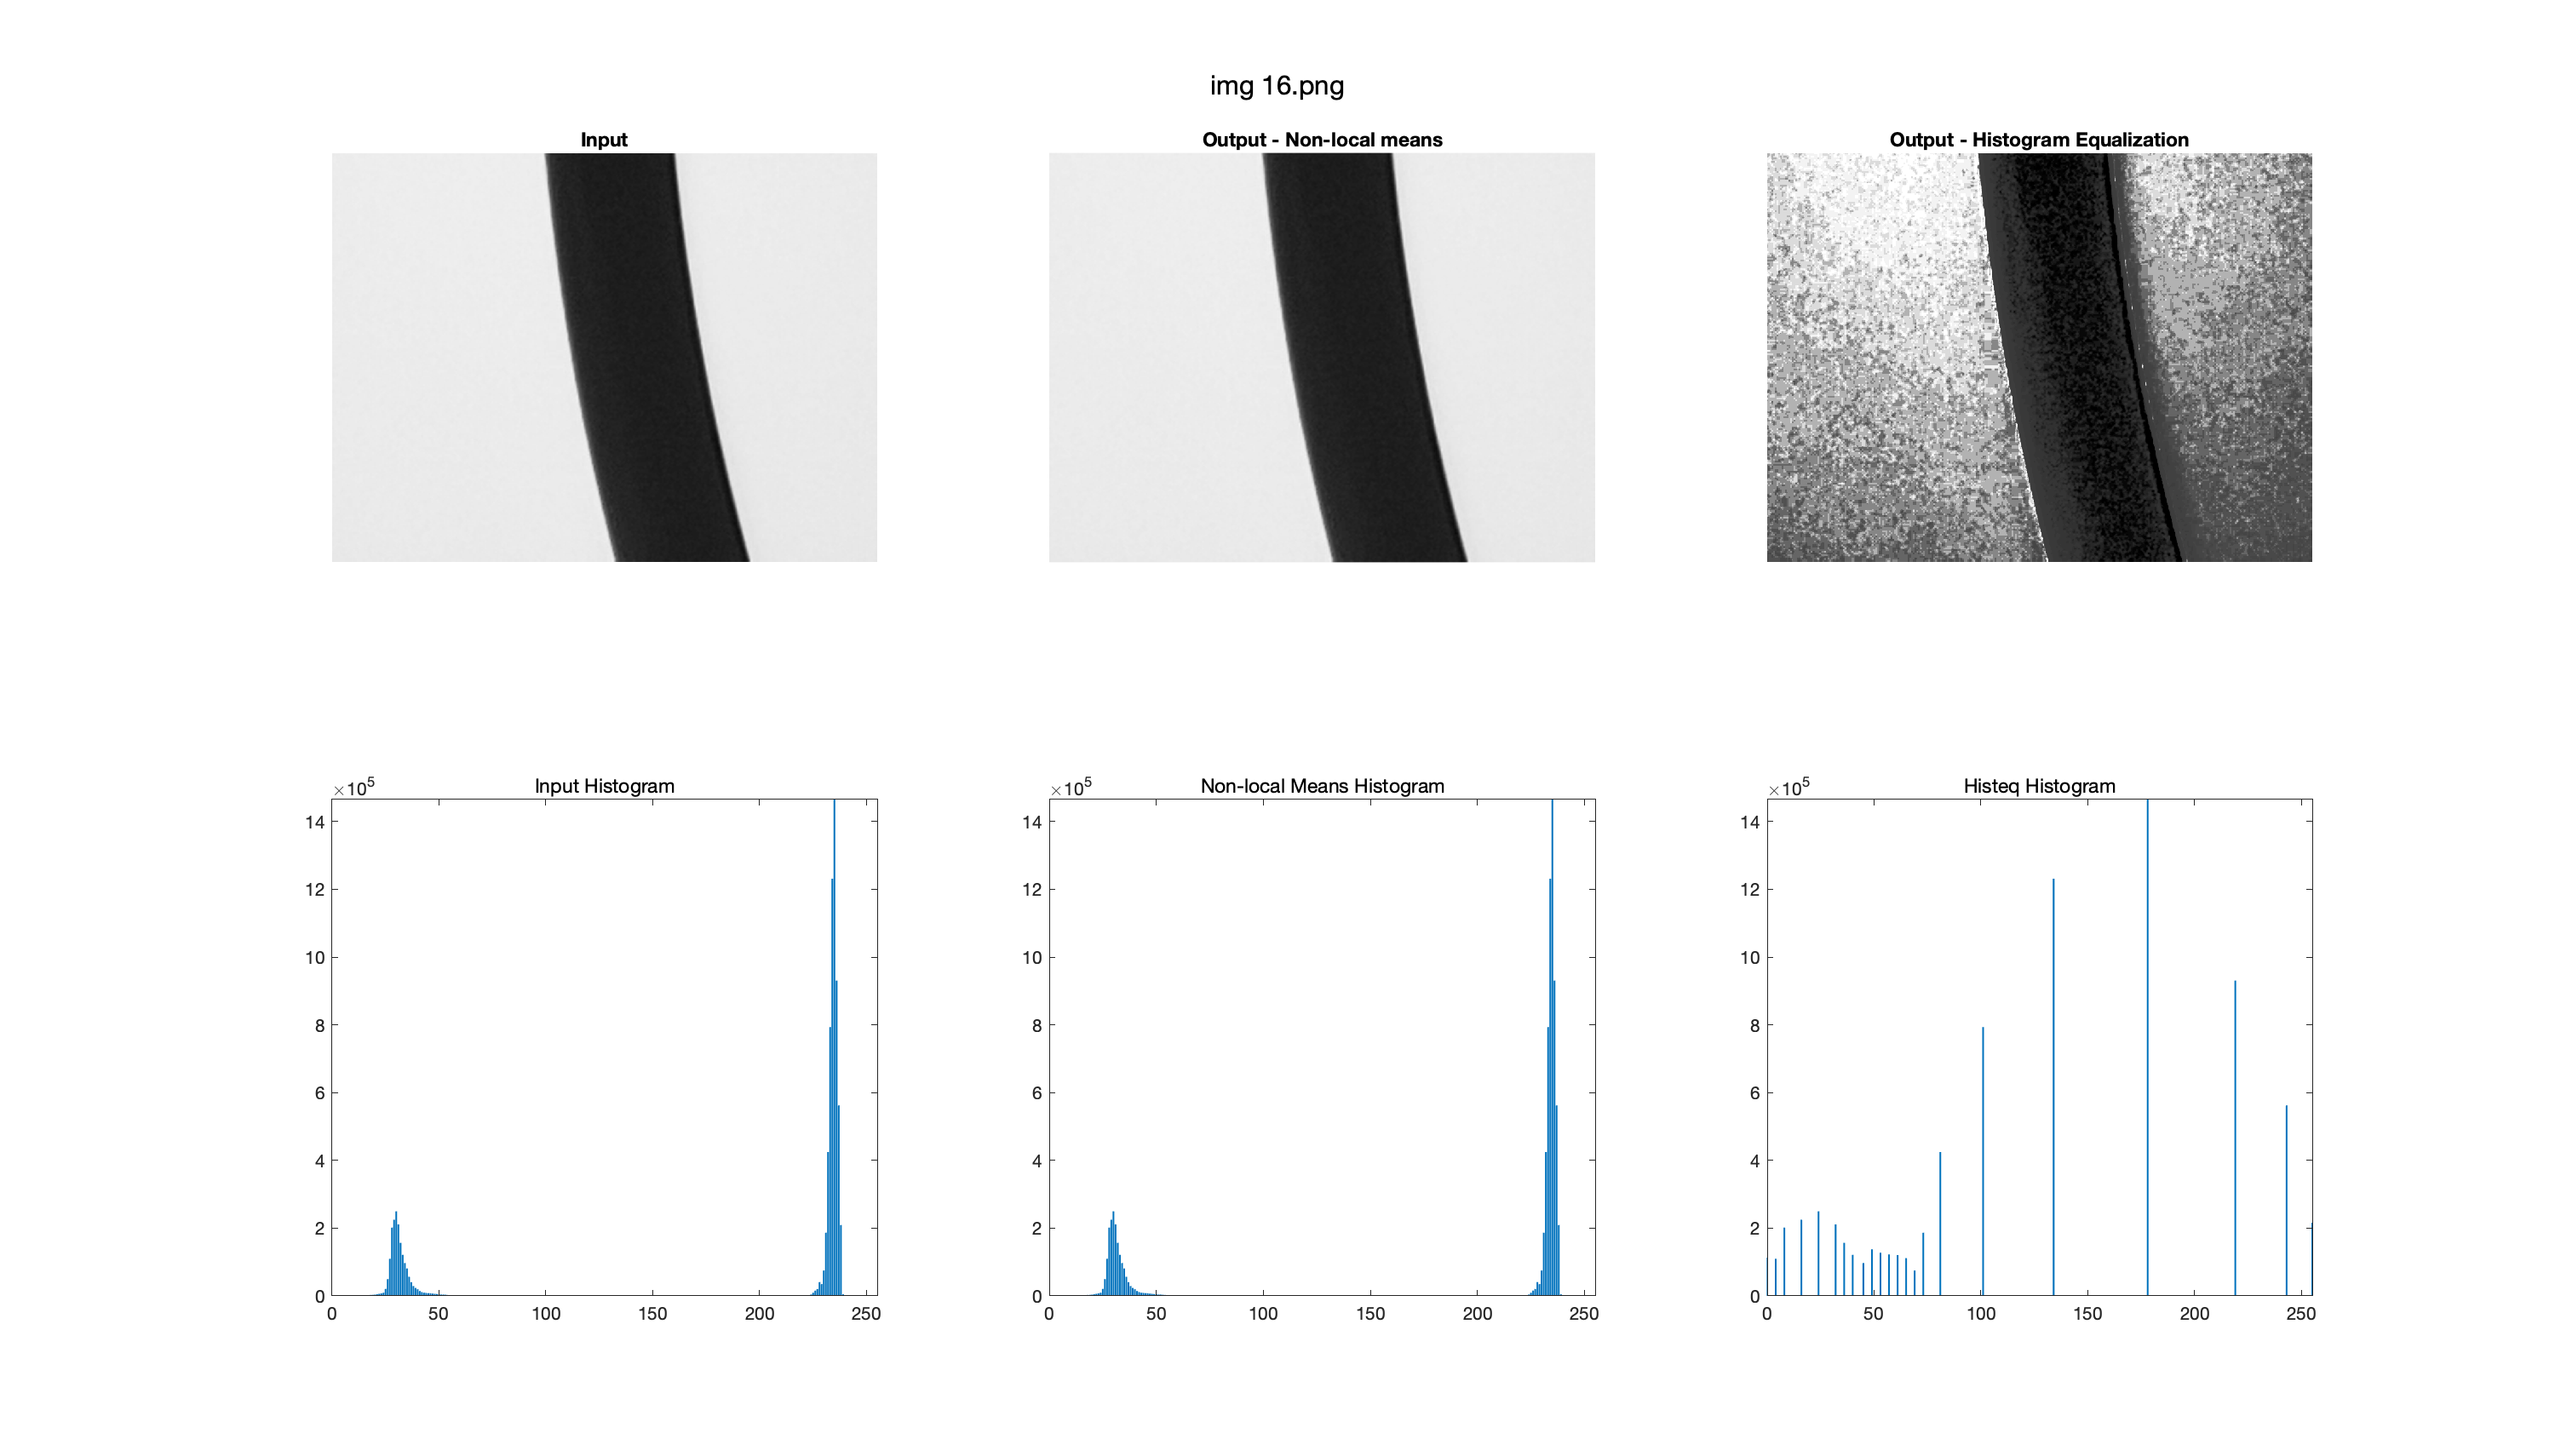 img 16.png
Input
Output - Non-local means
Output - Histogram Equalization
×10⁵ Input Histogram
14
12
10
8
6
4
2
0
0 50 100 150 200 250
×10⁵ Non-local Means Histogram
14
12
10
8
6
4
2
0
0 50 100 150 200 250
×10⁵ Histeq Histogram
14
12
10
8
6
4
2
0
0 50 100 150 200 250